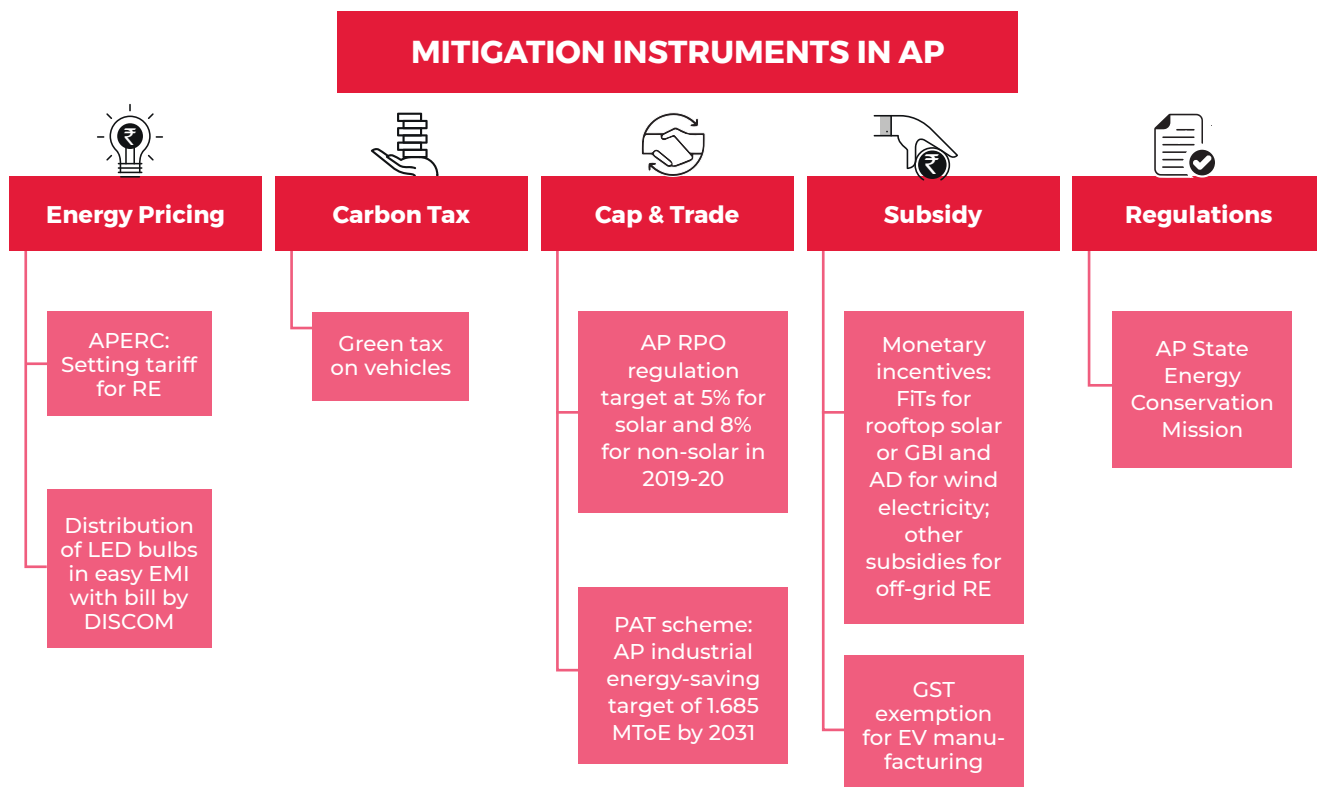 MITIGATION INSTRUMENTS IN AP
₹
₹
Energy Pricing
Carbon Tax
Cap & Trade
Subsidy
Regulations
APERC:
Setting tariff
for RE
Distribution
of LED bulbs
in easy EMI
with bill by
DISCOM
Green tax
on vehicles
AP RPO
regulation
target at 5% for
solar and 8%
for non-solar in
2019-20
PAT scheme:
AP industrial
energy-saving
target of 1.685
MToE by 2031
Monetary
incentives:
FiTs for
rooftop solar
or GBI and
AD for wind
electricity;
other
subsidies for
off-grid RE
GST
exemption
for EV manu-
facturing
AP State
Energy
Conservation
Mission